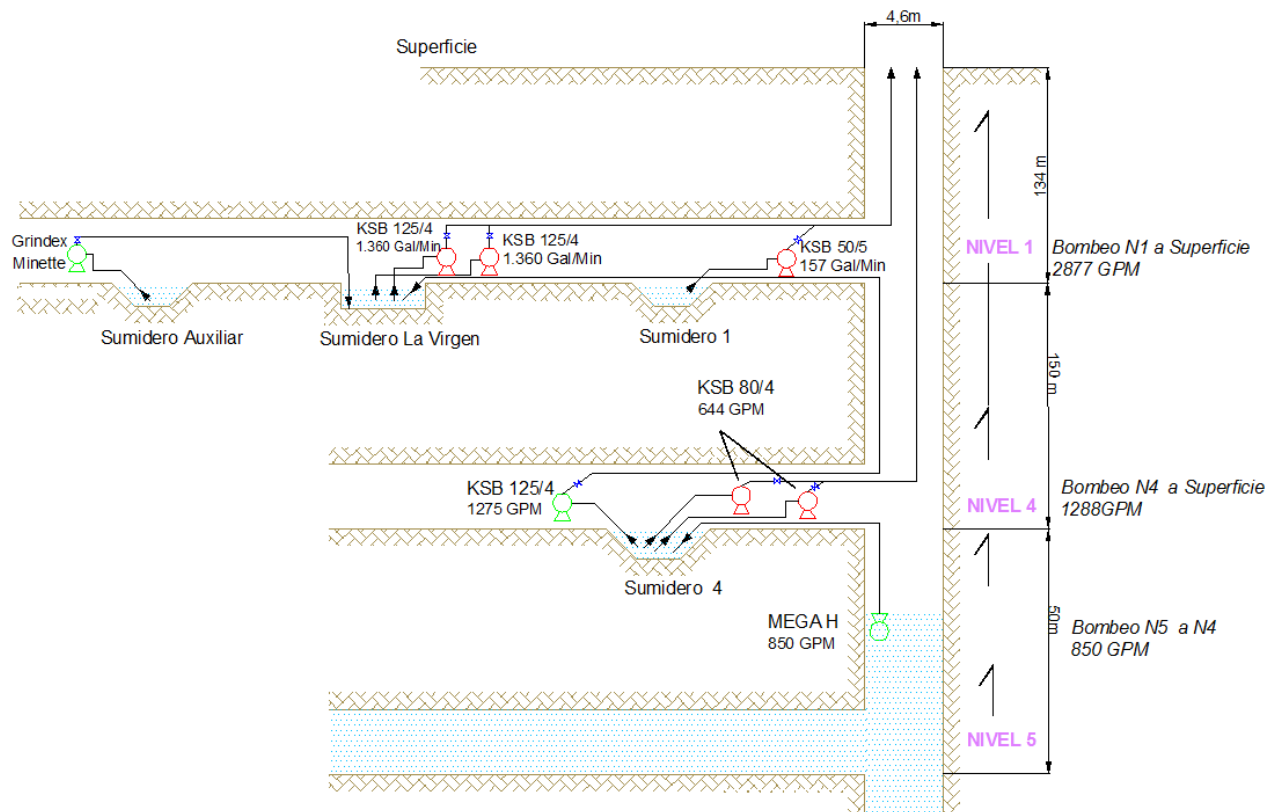 4,6m
Superficie
134 m
KSB 125/4
1.360 Gal/Min
KSB 125/4
1.360 Gal/Min
KSB 50/5
157 Gal/Min
Grindex
Minette
NIVEL 1
Bombeo N1 a Superficie
2877 GPM
Sumidero Auxiliar
Sumidero La Virgen
Sumidero 1
150 m
KSB 80/4
644 GPM
KSB 125/4
1275 GPM
NIVEL 4
Bombeo N4 a Superficie
1288GPM
Sumidero 4
MEGA H
850 GPM
50m
Bombeo N5 a N4
850 GPM
NIVEL 5